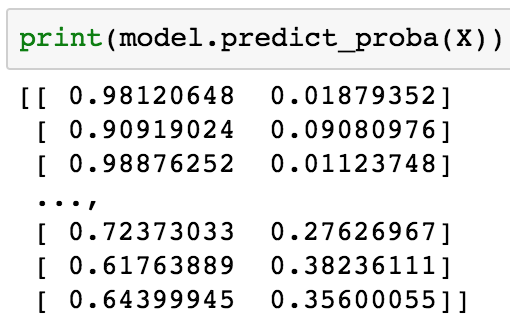 print(model.predict_proba(X))
[[ 0.98120648  0.01879352]
 [ 0.90919024  0.09080976]
 [ 0.98876252  0.01123748]
 ...,
 [ 0.72373033  0.27626967]
 [ 0.61763889  0.38236111]
 [ 0.64399945  0.35600055]]